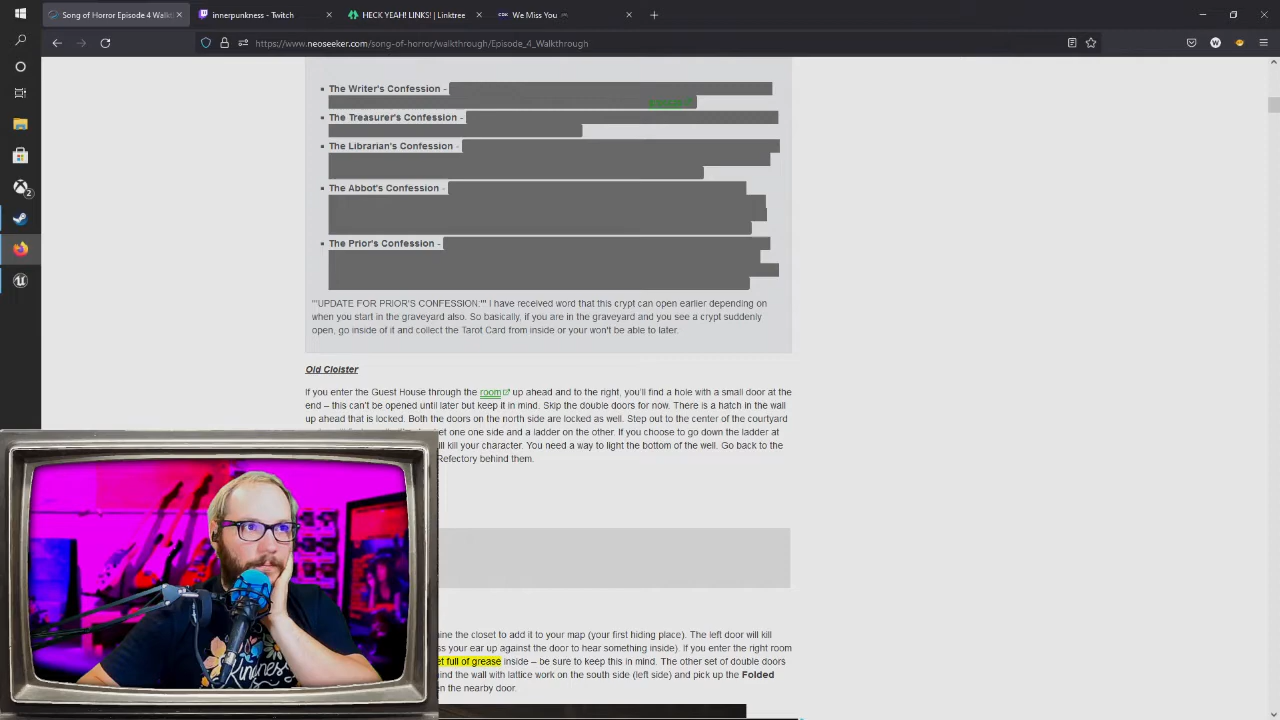 Song of Horror Episode 4 Walkt
innerpunkness - Twitch
HECK YEAH! LINKS! | Linktree
We Miss You
https://www.neoseeker.com/song-of-horror/walkthrough/Episode_4_Walkthrough
The Writer's Confession -
The Treasurer's Confession -
The Librarian's Confession -
The Abbot's Confession -
The Prior's Confession -
'"UPDATE FOR PRIOR'S CONFESSION:'" I have received word that this crypt can open earlier depending on
when you start in the graveyard also. So basically, if you are in the graveyard and you see a crypt suddenly
open, go inside of it and collect the Tarot Card from inside or your won't be able to later.
Old Cloister
If you enter the Guest House through the room up ahead and to the right, you'll find a hole with a small door at the
end – this can't be opened until later but keep it in mind. Skip the double doors for now. There is a hatch in the wall
up ahead that is locked. Both the doors on the north side are locked as well. Step out to the center of the courtyard
et one one side and a ladder on the other. If you choose to go down the ladder at
ll kill your character. You need a way to light the bottom of the well. Go back to the
Refectory behind them.
ine the closet to add it to your map (your first hiding place). The left door will kill
ss your ear up against the door to hear something inside). If you enter the right room
et full of grease inside – be sure to keep this in mind. The other set of double doors
ind the wall with lattice work on the south side (left side) and pick up the Folded
en the nearby door.
Kindness
2